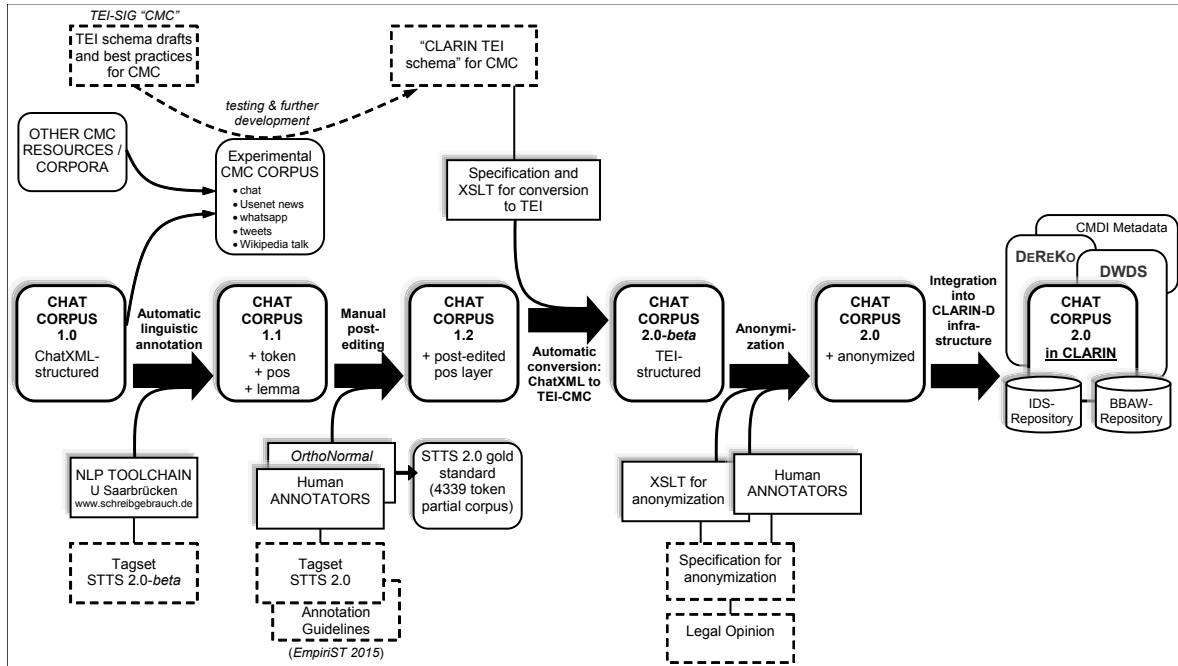 TEI-SIG “CMC”
TEI schema drafts
and best practices
for CMC
“CLARIN TEI
schema” for CMC
testing & further
development
OTHER CMC
RESOURCES /
CORPORA
Experimental
CMC CORPUS
• chat
• Usenet news
• whatsapp
• tweets
• Wikipedia talk
Specification and
XSLT for conversion
to TEI
CMDI Metadata
DEREKO
DWDS
CHAT
CORPUS
1.0
ChatXML-
structured
Automatic
linguistic
annotation
CHAT
CORPUS
1.1
+ token
+ pos
+ lemma
Manual
post-
editing
CHAT
CORPUS
1.2
+ post-edited
pos layer
Automatic
conversion:
ChatXML to
TEI-CMC
CHAT
CORPUS
2.0-beta
TEI-
structured
Anonymi-
zation
CHAT
CORPUS
2.0
+ anonymized
Integration
into
CLARIN-D
infra-
structure
CHAT
CORPUS
2.0
in CLARIN
IDS-
Repository
BBAW-
Repository
NLP TOOLCHAIN
U Saarbrücken
www.schreibgebrauch.de
Tagset
STTS 2.0-beta
OrthoNormal
Human
ANNOTATORS
STTS 2.0 gold
standard
(4339 token
partial corpus)
Tagset
STTS 2.0
Annotation
Guidelines
(EmpiriST 2015)
XSLT for
anonymization
Human
ANNOTATORS
Specification for
anonymization
Legal Opinion